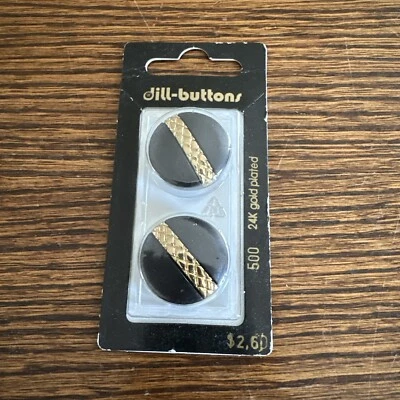 dill-buttons
500 24K gold plated
$2,60